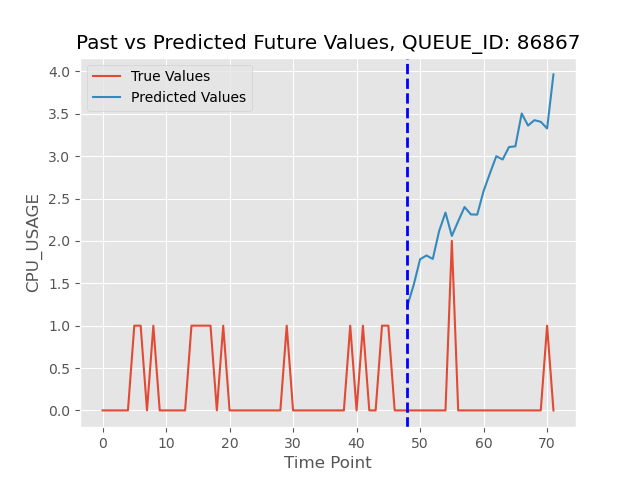 Past vs Predicted Future Values, QUEUE_ID: 86867
True Values
Predicted Values
CPU_USAGE
4.0
3.5
3.0
2.5
2.0
1.5
1.0
0.5
0.0
0 10 20 30 40 50 60 70
Time Point